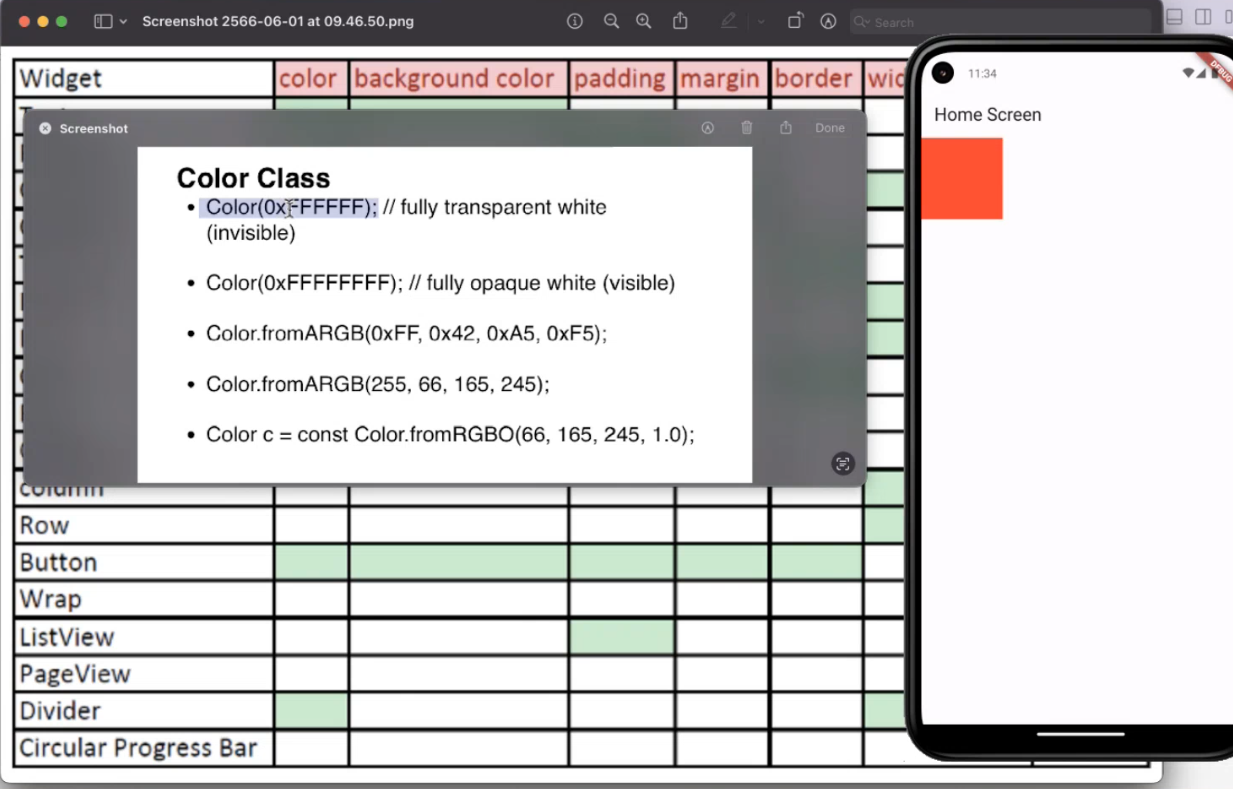 Screenshot 2566-06-01 at 09.46.50.png
Search
Widget color background color padding margin border
Screenshot
Done
Color Class
• Color(0xFFFFFF); // fully transparent white
(invisible)
• Color(0xFFFFFFFF); // fully opaque white (visible)
• Color.fromARGB(0xFF, 0x42, 0xA5, 0xF5);
• Color.fromARGB(255, 66, 165, 245);
• Color c = const Color.fromRGBO(66, 165, 245, 1.0);
column
Row
Button
Wrap
ListView
PageView
Divider
Circular Progress Bar
11:34
DEBUG
Home Screen